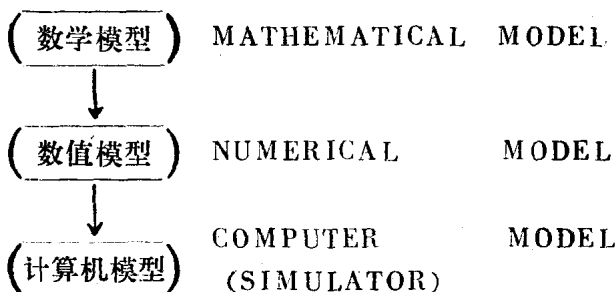 (数学模型) MATHEMATICAL MODEL
(数值模型) NUMERICAL MODEL
COMPUTER MODEL
(计算机模型) (SIMULATOR)